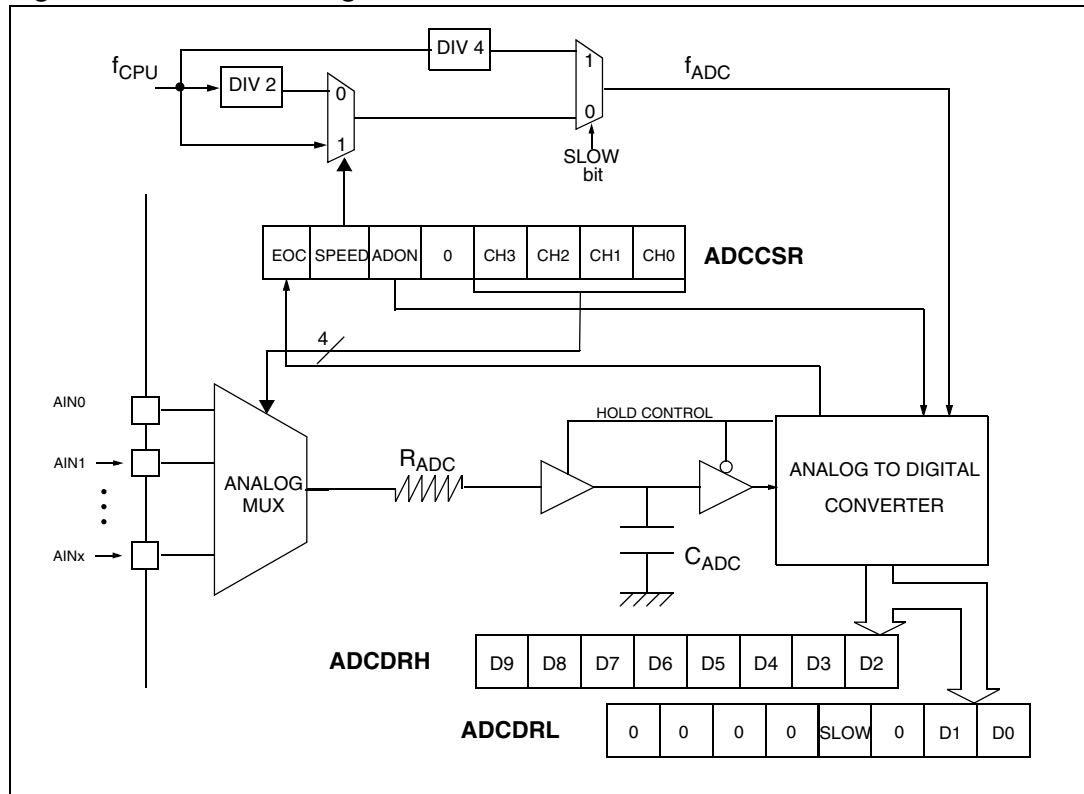 DIV 4
fCPU
DIV 2
0
1
1
0
fADC
SLOW
bit
EOC SPEED ADON 0 CH3 CH2 CH1 CH0
ADCCSR
4
AIN0
AIN1
AINx
ANALOG
MUX
RADC
HOLD CONTROL
CADC
ANALOG TO DIGITAL
CONVERTER
ADCDRH
D9 D8 D7 D6 D5 D4 D3 D2
ADCDRL
0 0 0 0 SLOW 0 D1 D0